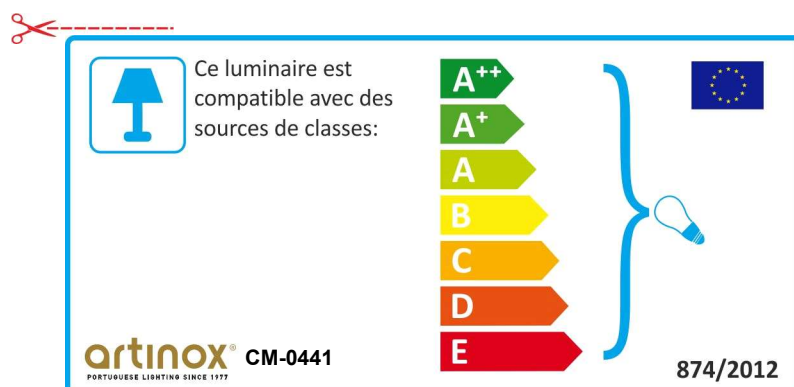 Ce luminaire est
compatible avec des
sources de classes:
A++
A+
A
B
C
D
E
artinox® CM-0441
PORTUGUESE LIGHTING SINCE 1977
874/2012